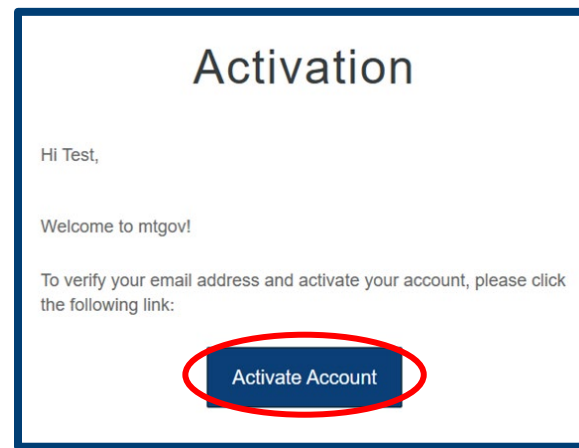 Activation
Hi Test,
Welcome to mtgov!
To verify your email address and activate your account, please click
the following link:
Activate Account